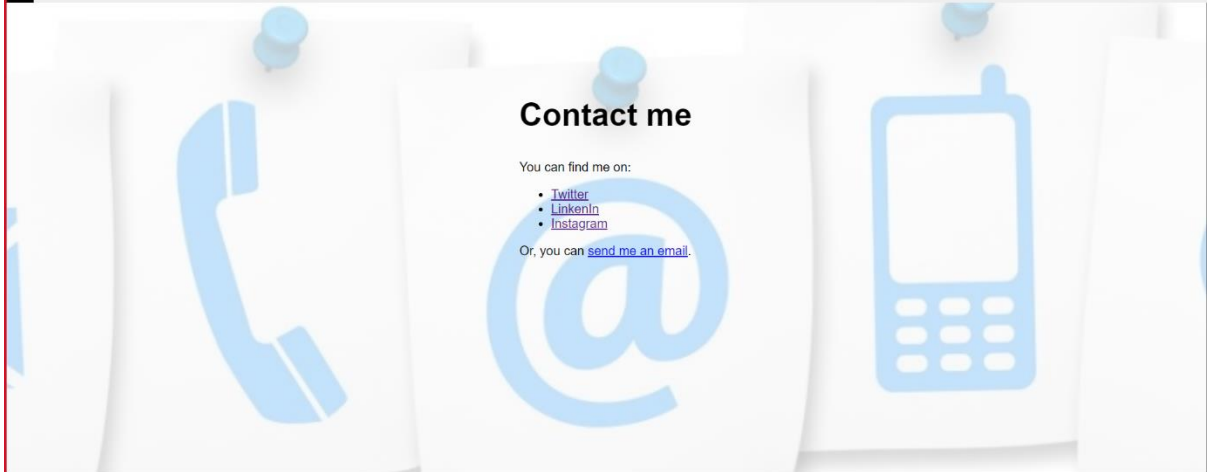 Contact me
You can find me on:
Twitter
LinkenIn
Instagram
Or, you can send me an email.
@